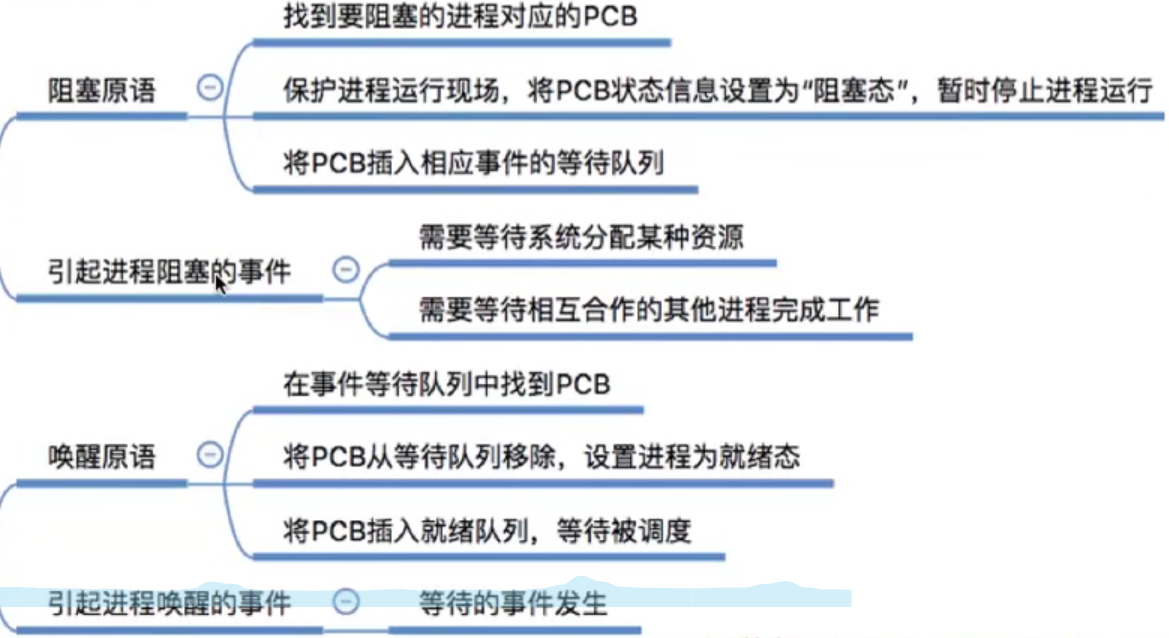 找到要阻塞的进程对应的PCB
阻塞原语
保护进程运行现场，将PCB状态信息设置为“阻塞态”，暂时停止进程运行
将PCB插入相应事件的等待队列
需要等待系统分配某种资源
引起进程阻塞的事件
需要等待相互合作的其他进程完成工作
在事件等待队列中找到PCB
唤醒原语
将PCB从等待队列移除，设置进程为就绪态
将PCB插入就绪队列，等待被调度
引起进程唤醒的事件
等待的事件发生